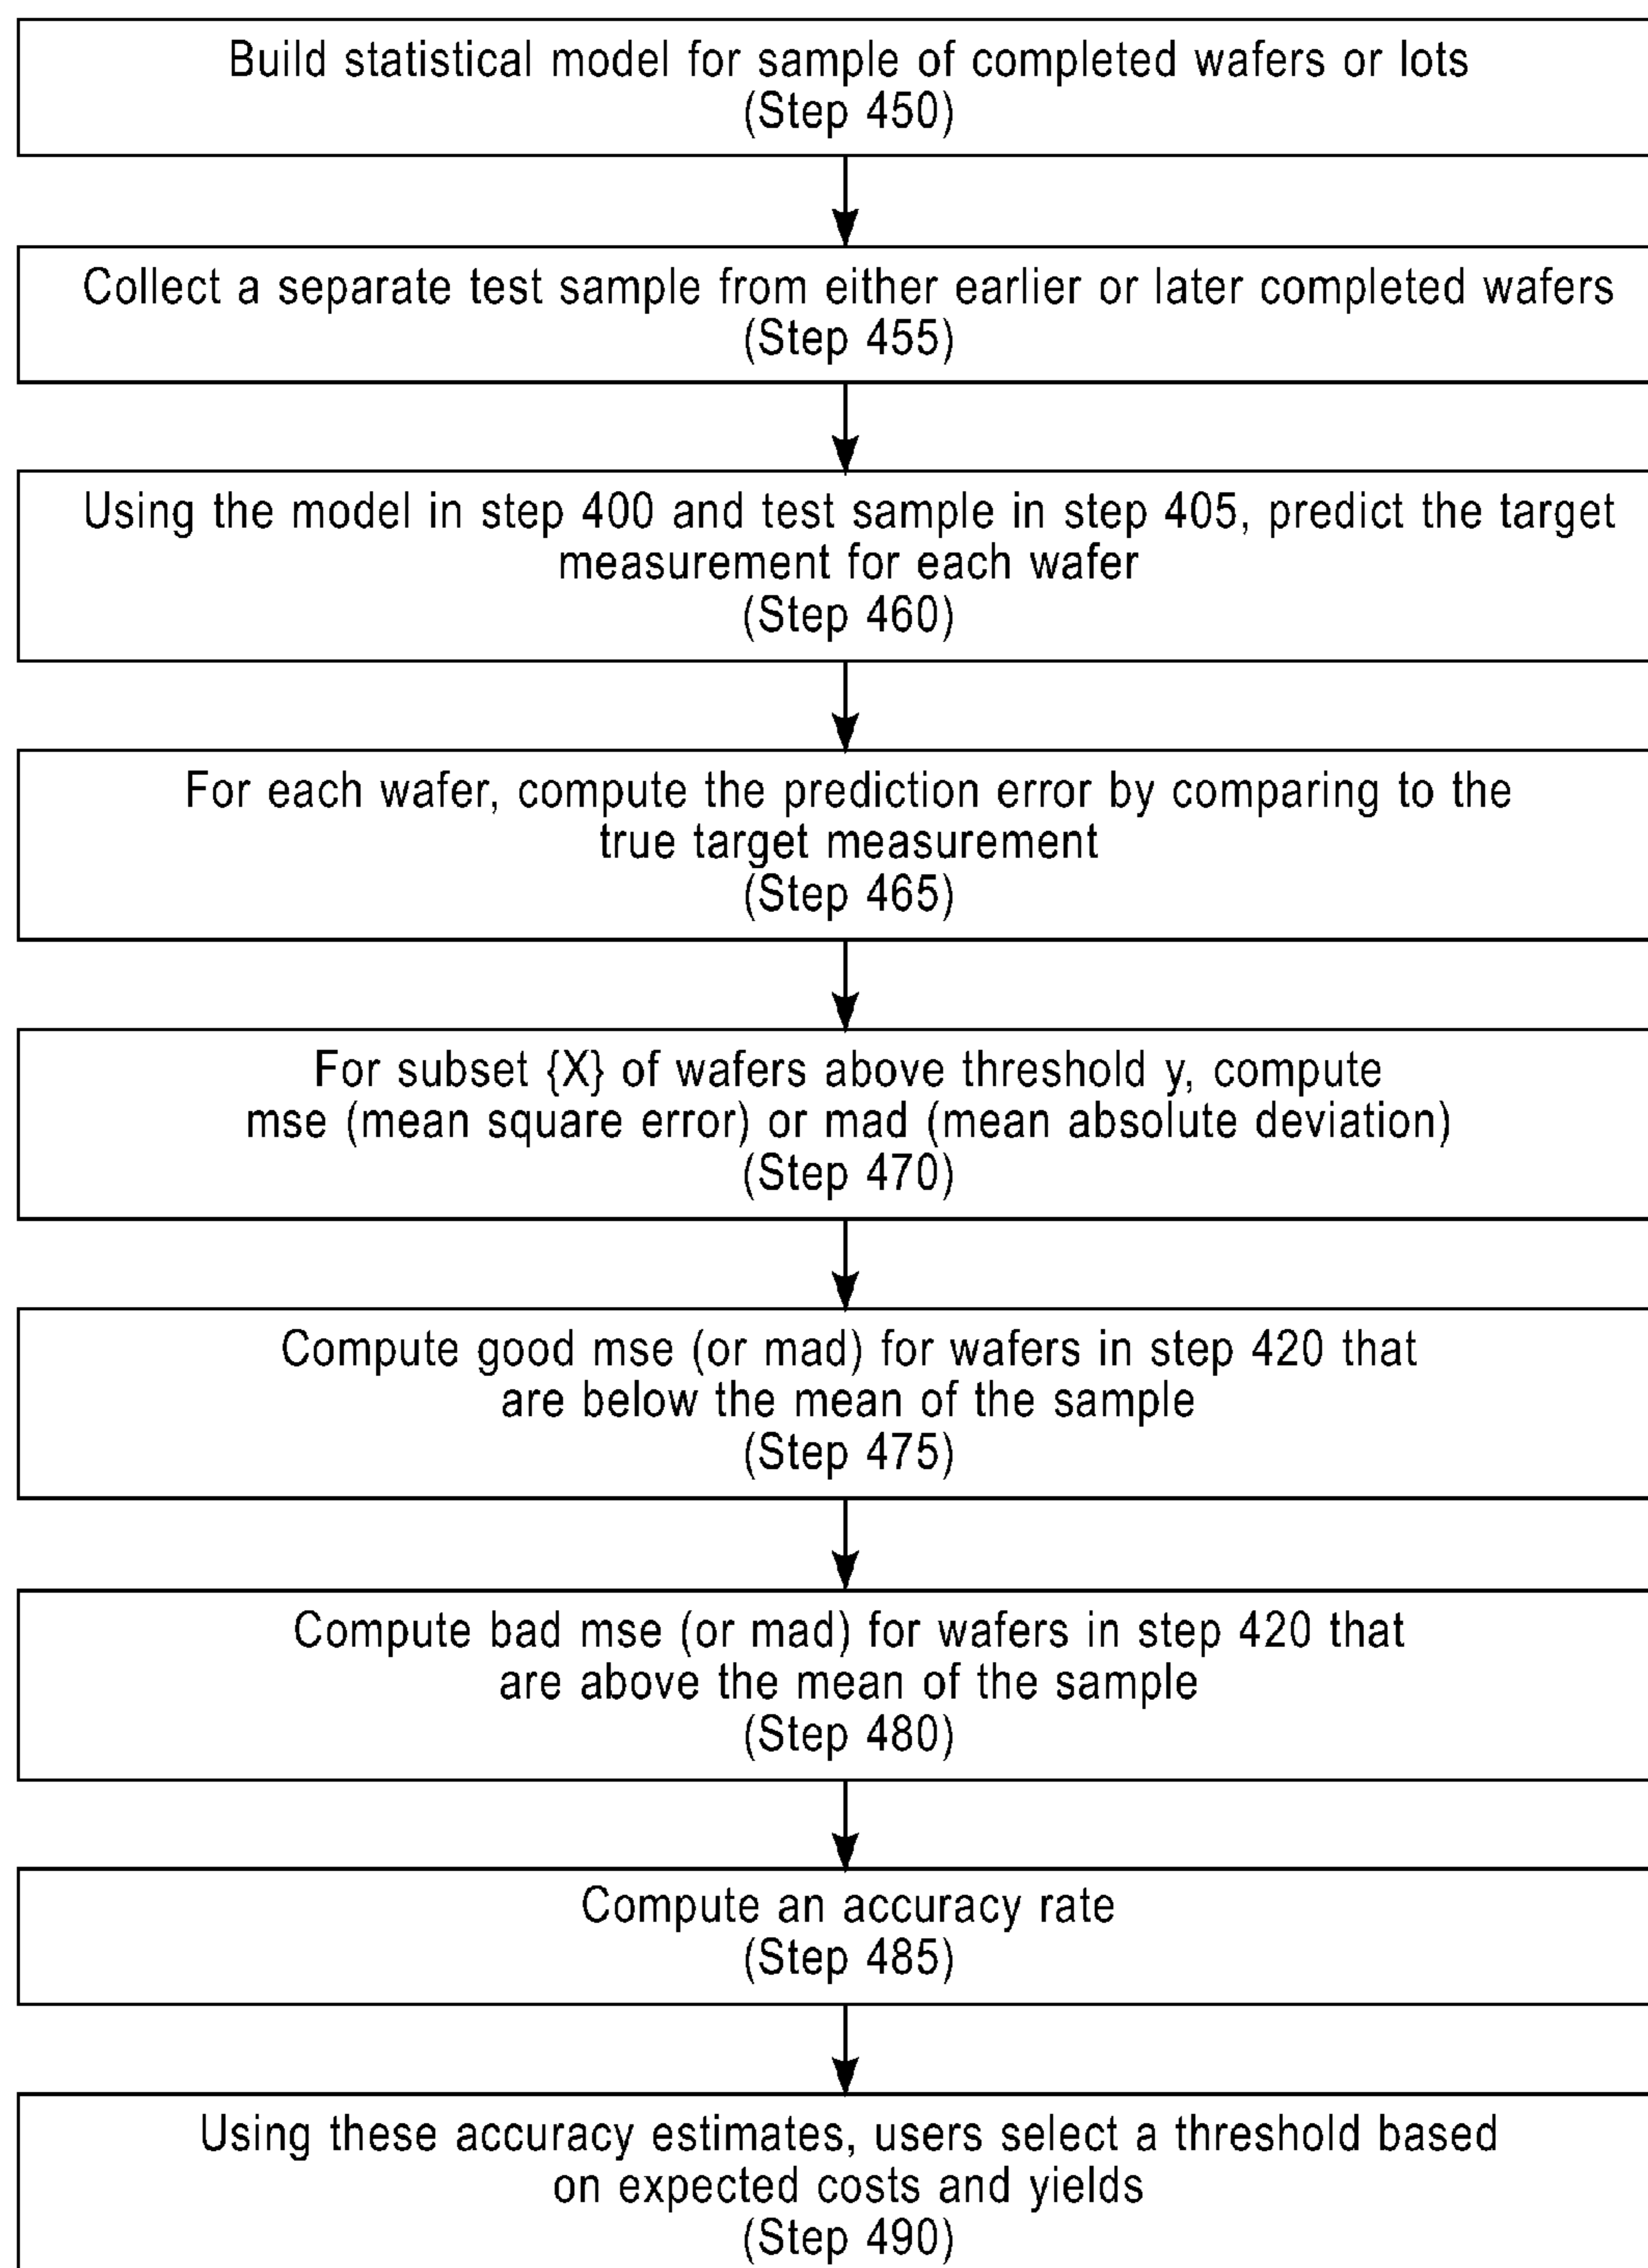 Build statistical model for sample of completed wafers or lots
(Step 450)
Collect a separate test sample from either earlier or later completed wafers
(Step 455)
Using the model in step 400 and test sample in step 405, predict the target
measurement for each wafer
(Step 460)
For each wafer, compute the prediction error by comparing to the
true target measurement
(Step 465)
For subset {X} of wafers above threshold y, compute
mse (mean square error) or mad (mean absolute deviation)
(Step 470)
Compute good mse (or mad) for wafers in step 420 that
are below the mean of the sample
(Step 475)
Compute bad mse (or mad) for wafers in step 420 that
are above the mean of the sample
(Step 480)
Compute an accuracy rate
(Step 485)
Using these accuracy estimates, users select a threshold based
on expected costs and yields
(Step 490)